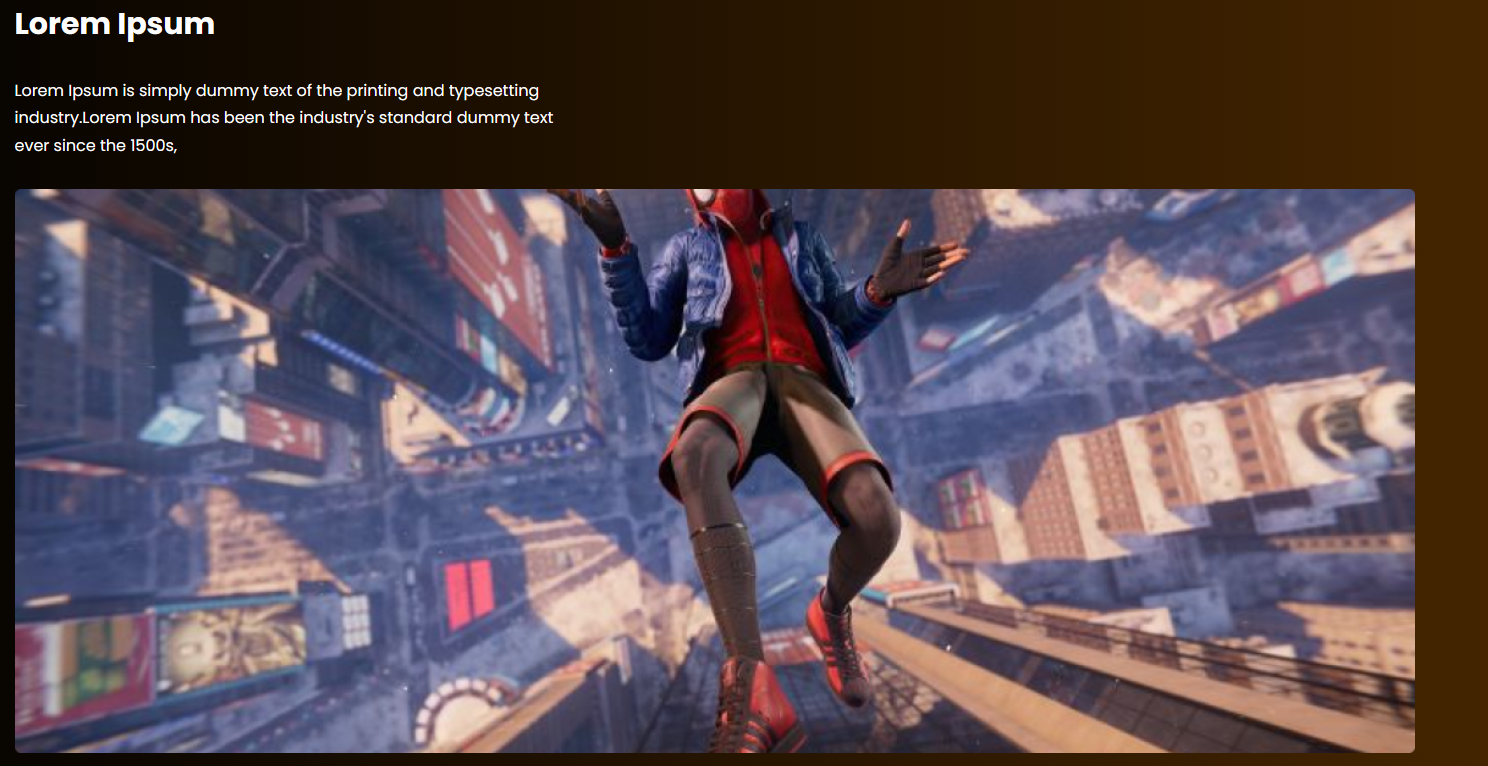 Lorem Ipsum
Lorem Ipsum is simply dummy text of the printing and typesetting
industry.Lorem Ipsum has been the industry's standard dummy text
ever since the 1500s,